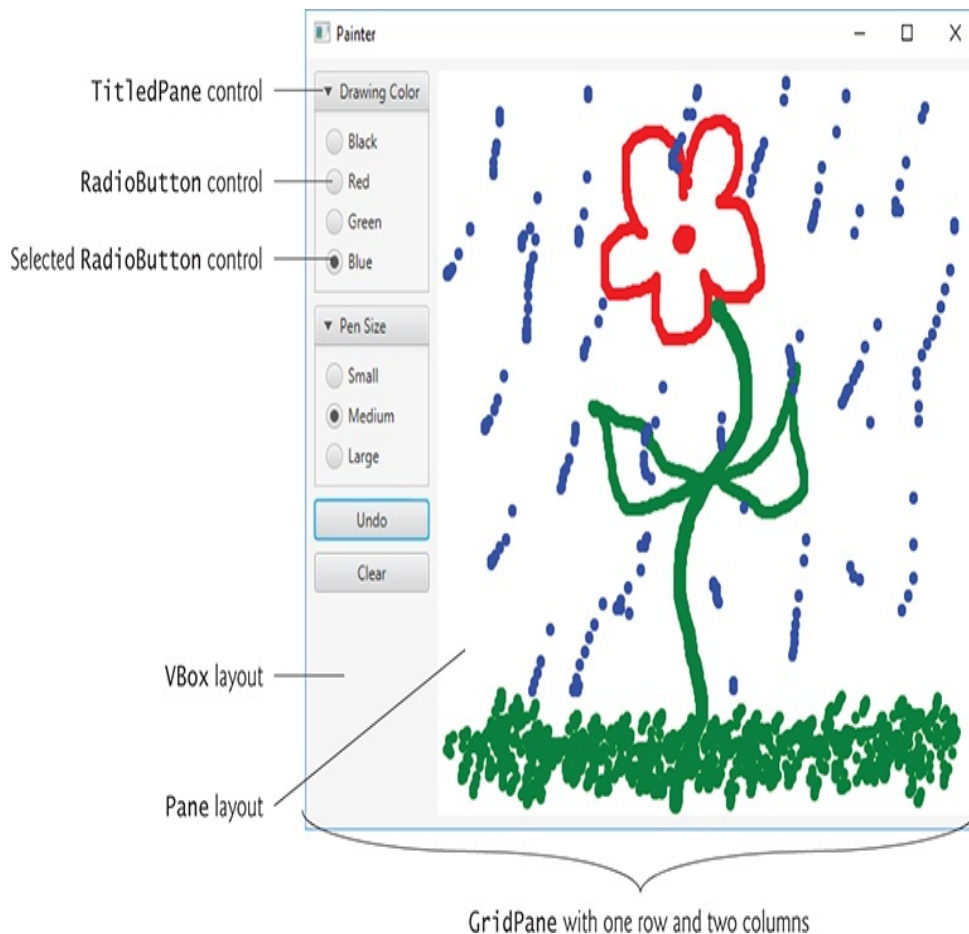 Painter
TitledPane control
Drawing Color
Black
RadioButton control
Red
Green
Selected RadioButton control
Blue
Pen Size
Small
Medium
Large
Undo
Clear
VBox layout
Pane layout
GridPane with one row and two columns